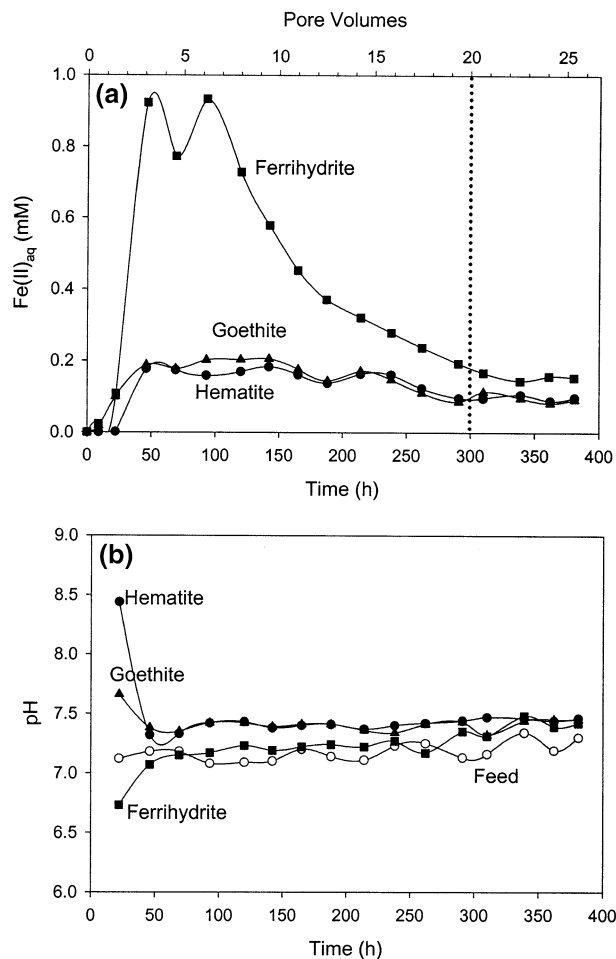 Pore Volumes
0 5 10 15 20 25
(a)
1.0
0.8
0.6
0.4
0.2
0.0
Fe(II)aq (mM)
Ferrihydrite
Goethite
Hematite
0 50 100 150 200 250 300 350 400
Time (h)
(b)
9.0
8.5
8.0
7.5
7.0
6.5
6.0
pH
Hematite
Goethite
Feed
Ferrihydrite
0 50 100 150 200 250 300 350 400
Time (h)